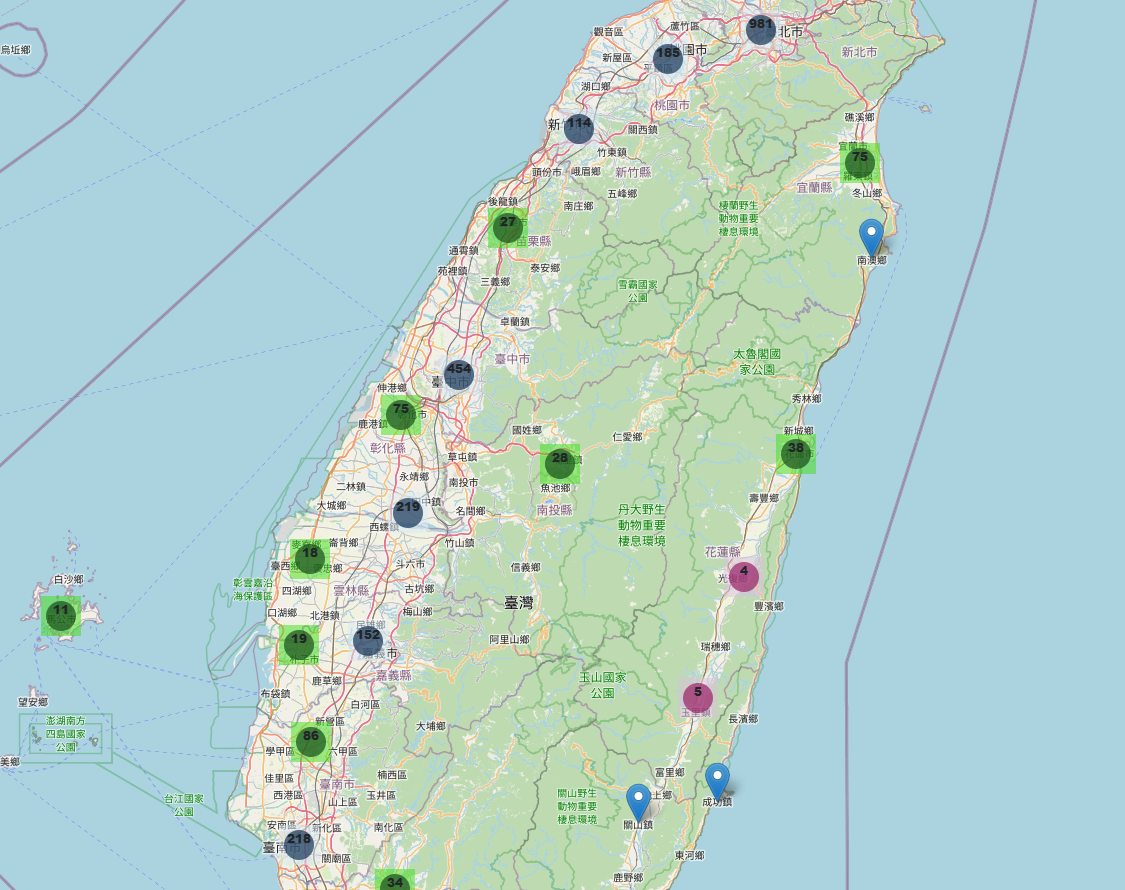 981
北市
蘆竹區
觀音區
185
園市
烏坵鄉
新屋區
新北市
湖口鄉
桃園市
礁溪鄉
新
114
關西鎮
宜蘭市
竹東鎮
75
頭份市
峨眉鄉
新竹縣
宜蘭縣
冬山鄉
五峰鄉
後龍鎮
南庄鄉
棲蘭野生
動物重要
棲息環境
27
苗栗縣
通霄鎮
南澳鄉
苑裡鎮
泰安鄉
三義鄉
雪霸國家
公園
卓蘭鎮
臺中市
太魯閣國
家公園
454
臺中市
伸港鄉
秀林鄉
75
鹿港鎮
國姓鄉
仁愛鄉
新城鄉
彰化縣
38
草屯鎮
28
永靖鄉
二林鎮
南投市
魚池鄉
壽豐鄉
大城鄉
219
中鎮
名間鄉
南投縣
西螺
丹大野生
動物重要
棲息環境
崙背鄉
竹山鎮
18
花蓮縣
臺西鄉
斗六市
信義鄉
4
白沙鄉
彰雲嘉沿
海保護區
四湖鄉
雲林縣
古坑鄉
臺灣
豐濱鄉
11
口湖鄉
北港鎮
梅山鄉
民雄鄉
19
152
阿里山鄉
瑞穗鄉
市
嘉義縣
鹿草鄉
玉山國家
公園
布袋鎮
5
望安鄉
白河區
玉里鎮
長濱鄉
澎湖南方
四島國家
公園
新營區
大埔鄉
86
學甲區
六甲區
美鄉
富里鄉
佳里區
楠西區
臺南市
西港區
玉井區
關山野生
動物重要
棲息環境
上鄉
成功鎮
台江國家
公園
山上區
安南區
新化區
南化區
關山鎮
218
臺南市
關廟區
東河鄉
34
鹿野鄉